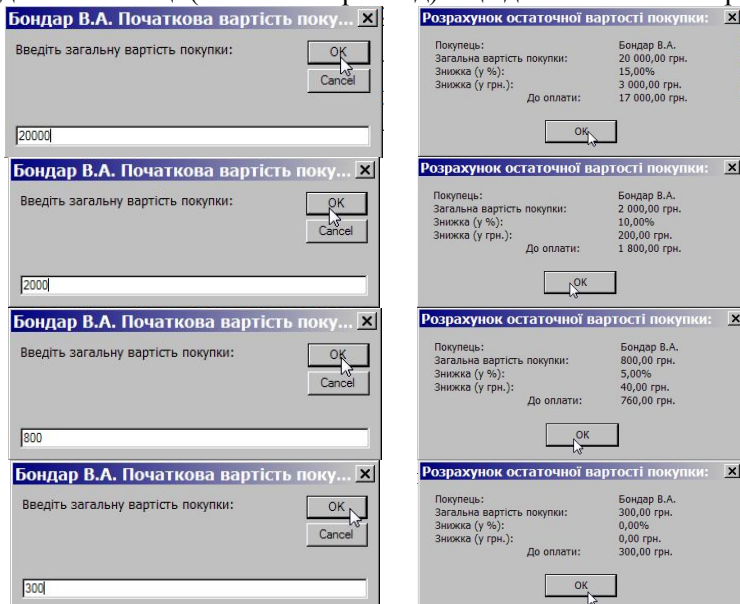 Бондар В.А. Початкова вартість поку...
Введіть загальну вартість покупки:
OK
Cancel
20000
Розрахунок остаточної вартості покупки:
Покупець: Бондар В.А.
Загальна вартість покупки: 20 000,00 грн.
Знижка (у %): 15,00%
Знижка (у грн.): 3 000,00 грн.
До оплати: 17 000,00 грн.
OK
Бондар В.А. Початкова вартість поку...
Введіть загальну вартість покупки:
OK
Cancel
2000
Розрахунок остаточної вартості покупки:
Покупець: Бондар В.А.
Загальна вартість покупки: 2 000,00 грн.
Знижка (у %): 10,00%
Знижка (у грн.): 200,00 грн.
До оплати: 1 800,00 грн.
OK
Бондар В.А. Початкова вартість поку...
Введіть загальну вартість покупки:
OK
Cancel
800
Розрахунок остаточної вартості покупки:
Покупець: Бондар В.А.
Загальна вартість покупки: 800,00 грн.
Знижка (у %): 5,00%
Знижка (у грн.): 40,00 грн.
До оплати: 760,00 грн.
OK
Бондар В.А. Початкова вартість поку...
Введіть загальну вартість покупки:
OK
Cancel
300
Розрахунок остаточної вартості покупки:
Покупець: Бондар В.А.
Загальна вартість покупки: 300,00 грн.
Знижка (у %): 0,00%
Знижка (у грн.): 0,00 грн.
До оплати: 300,00 грн.
OK